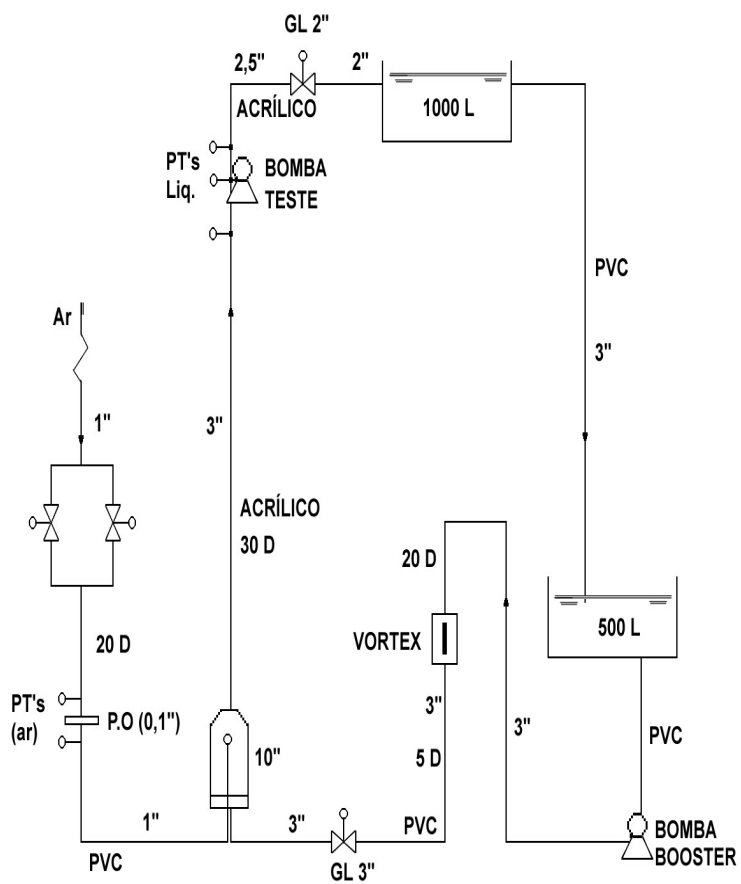 GL 2"
2,5"
2"
ACRÍLICO
1000 L
PT's
Liq.
BOMBA
TESTE
PVC
Ar
3"
1"
3"
ACRÍLICO
30 D
20 D
500 L
VORTEX
20 D
PT's
(ar)
P.O (0,1")
3"
3"
10"
5 D
PVC
1"
3"
PVC
BOMBA
BOOSTER
PVC
GL 3"